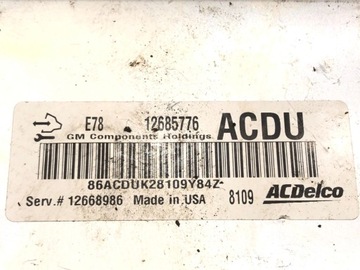 E78 12685776 ACDU
GM Components Holdings
86ACDUK28109Y84Z
Serv.# 12668986 Made in USA 8109 ACDelco